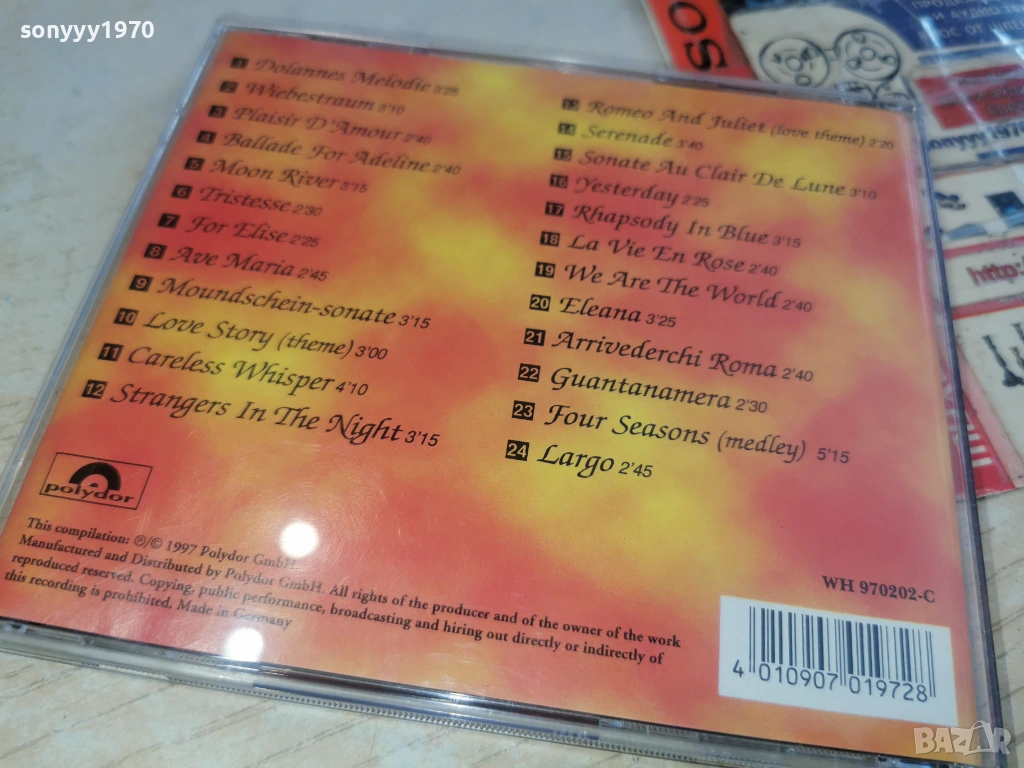 sonyyy1970
SO
1 Dolannes Melodie 3'25
2 Wiebestraum 3'10
3 Plaisir D'Amour 2'40
4 Ballade For Adeline 2'40
5 Moon River 3'15
6 Tristesse 2'30
7 For Elise 2'25
8 Ave Maria 2'45
9 Moundschein-sonate 3'15
10 Love Story (theme) 3'00
11 Careless Whisper 4'10
12 Strangers In The Night 3'15
13 Romeo And Juliet (love theme) 2'20
14 Serenade 3'40
15 Sonate Au Clair De Lune 3'10
16 Yesterday 2'25
17 Rhapsody In Blue 3'15
18 La Vie En Rose 2'40
19 We Are The World 2'40
20 Eleana 3'25
21 Arrivederchi Roma 2'40
22 Guantanamera 2'30
23 Four Seasons (medley) 5'15
24 Largo 2'45
polydor
This compilation: ℗/© 1997 Polydor GmbH.
Manufactured and Distributed by Polydor GmbH. All rights of the producer and of the owner of the work
reproduced reserved. Copying, public performance, broadcasting and hiring out directly or indirectly of
this recording is prohibited. Made in Germany
WH 970202-C
4 010907 019728
http:
BAZAR